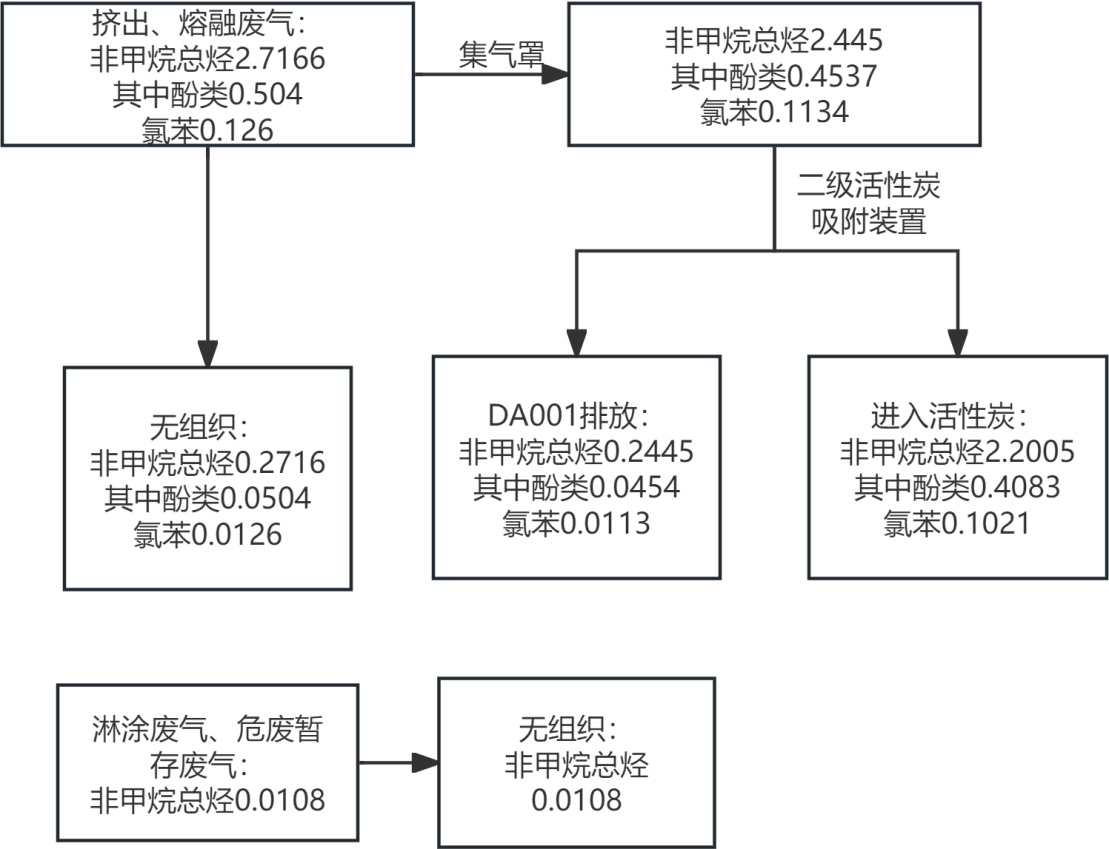 挤出、熔融废气：
非甲烷总烃2.7166
其中酚类0.504
氯苯0.126
集气罩
非甲烷总烃2.445
其中酚类0.4537
氯苯0.1134
二级活性炭
吸附装置
无组织：
非甲烷总烃0.2716
其中酚类0.0504
氯苯0.0126
DA001排放：
非甲烷总烃0.2445
其中酚类0.0454
氯苯0.0113
进入活性炭：
非甲烷总烃2.2005
其中酚类0.4083
氯苯0.1021
淋涂废气、危废暂
存废气：
非甲烷总烃0.0108
无组织：
非甲烷总烃
0.0108